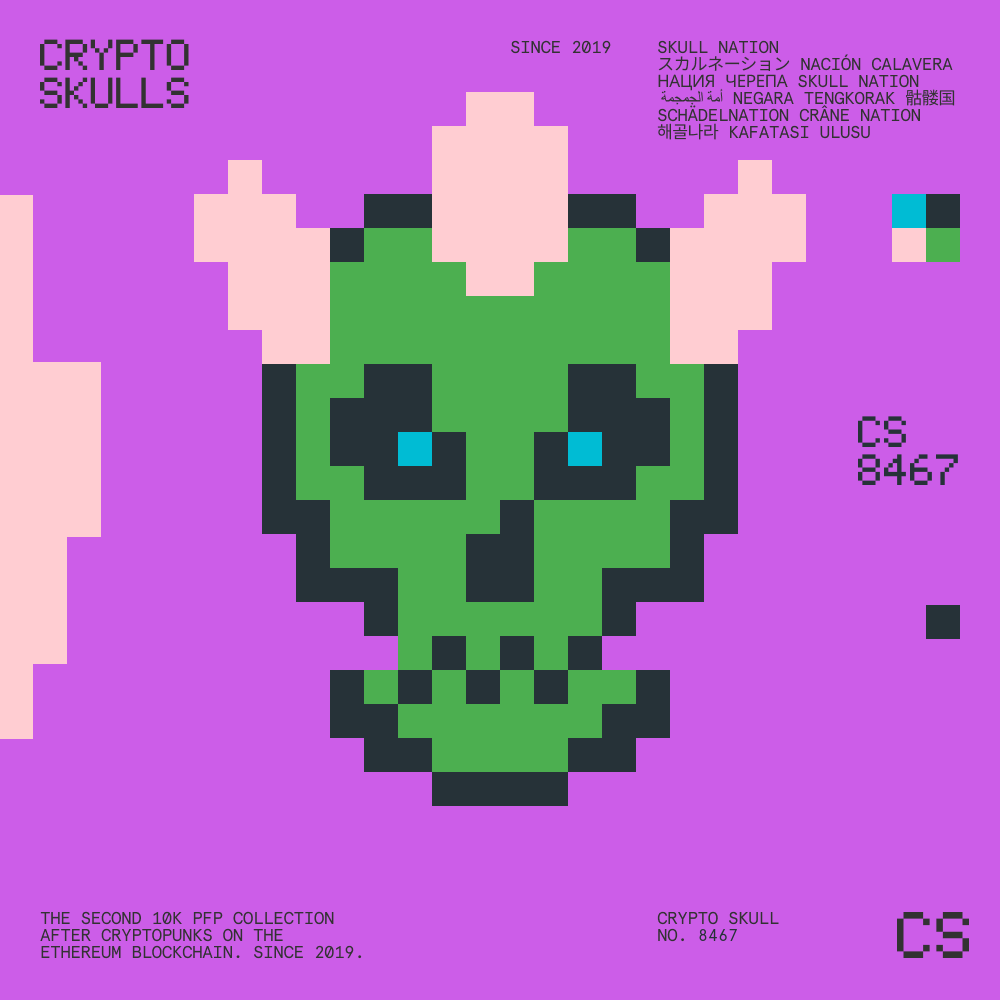 CRYPTO
SKULLS
SINCE 2019
SKULL NATION
スカルネーション NACIÓN CALAVERA
НАЦИЯ ЧЕРЕПА SKULL NATION
أمة الجمجمة NEGARA TENGKORAK 骷髅国
SCHÄDELNATION CRÂNE NATION
해골나라 KAFATASI ULUSU
CS
8467
THE SECOND 10K PFP COLLECTION
AFTER CRYPTOPUNKS ON THE
ETHEREUM BLOCKCHAIN. SINCE 2019.
CRYPTO SKULL
NO. 8467
CS